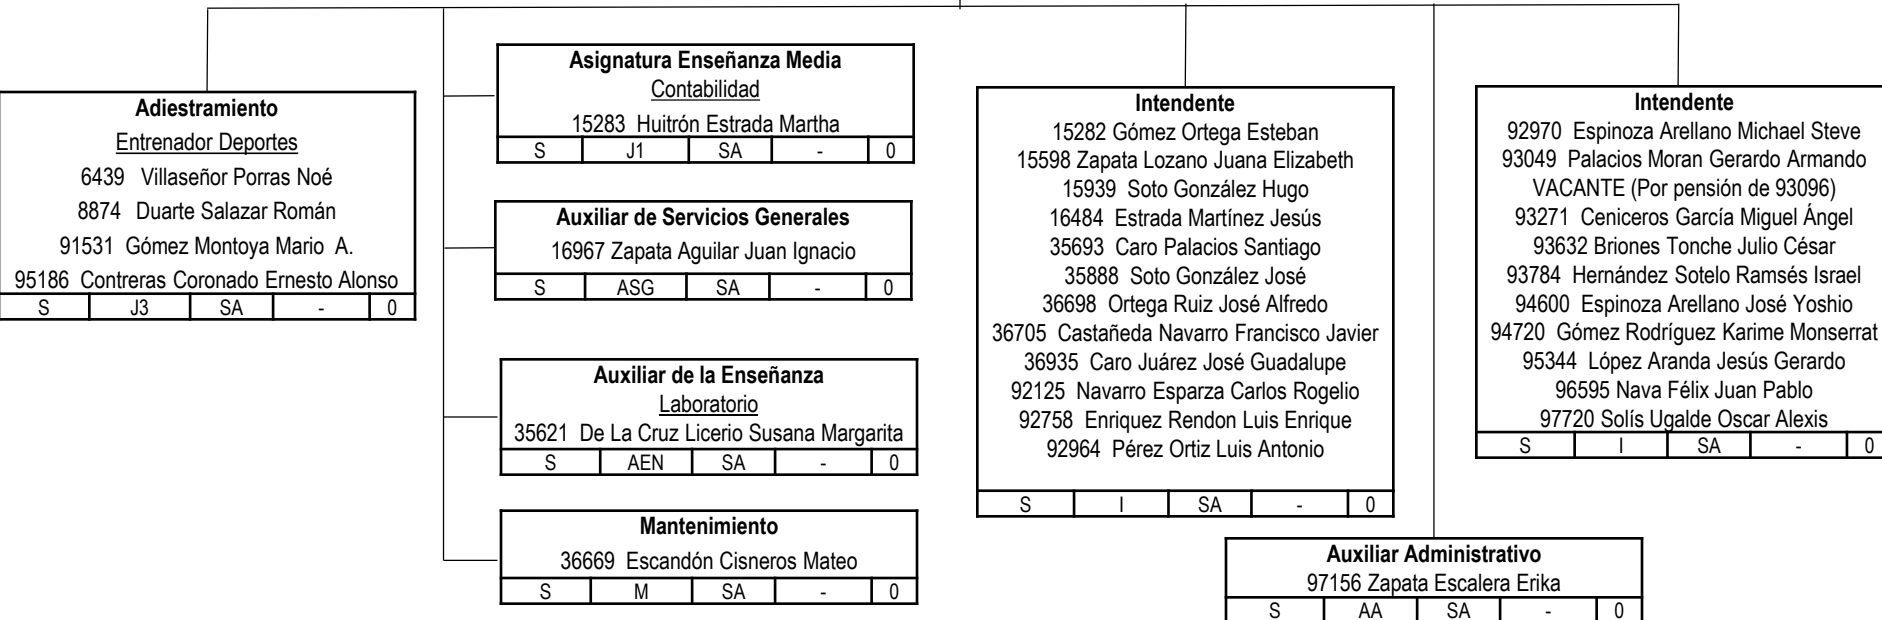 Adiestramiento
Entrenador Deportes
6439 Villaseñor Porras Noé
8874 Duarte Salazar Román
91531 Gómez Montoya Mario A.
95186 Contreras Coronado Ernesto Alonso
S J3 SA - 0
Asignatura Enseñanza Media
Contabilidad
15283 Huitrón Estrada Martha
S J1 SA - 0
Auxiliar de Servicios Generales
16967 Zapata Aguilar Juan Ignacio
S ASG SA - 0
Auxiliar de la Enseñanza
Laboratorio
35621 De La Cruz Licerio Susana Margarita
S AEN SA - 0
Mantenimiento
36669 Escandón Cisneros Mateo
S M SA - 0
Intendente
15282 Gómez Ortega Esteban
15598 Zapata Lozano Juana Elizabeth
15939 Soto González Hugo
16484 Estrada Martínez Jesús
35693 Caro Palacios Santiago
35888 Soto González José
36698 Ortega Ruiz José Alfredo
36705 Castañeda Navarro Francisco Javier
36935 Caro Juárez José Guadalupe
92125 Navarro Esparza Carlos Rogelio
92758 Enriquez Rendon Luis Enrique
92964 Pérez Ortiz Luis Antonio
S I SA - 0
Intendente
92970 Espinoza Arellano Michael Steve
93049 Palacios Moran Gerardo Armando
VACANTE (Por pensión de 93096)
93271 Ceniceros García Miguel Ángel
93632 Briones Tonche Julio César
93784 Hernández Sotelo Ramsés Israel
94600 Espinoza Arellano José Yoshio
94720 Gómez Rodríguez Karime Monserrat
95344 López Aranda Jesús Gerardo
96595 Nava Félix Juan Pablo
97720 Solís Ugalde Oscar Alexis
S I SA - 0
Auxiliar Administrativo
97156 Zapata Escalera Erika
S AA SA - 0